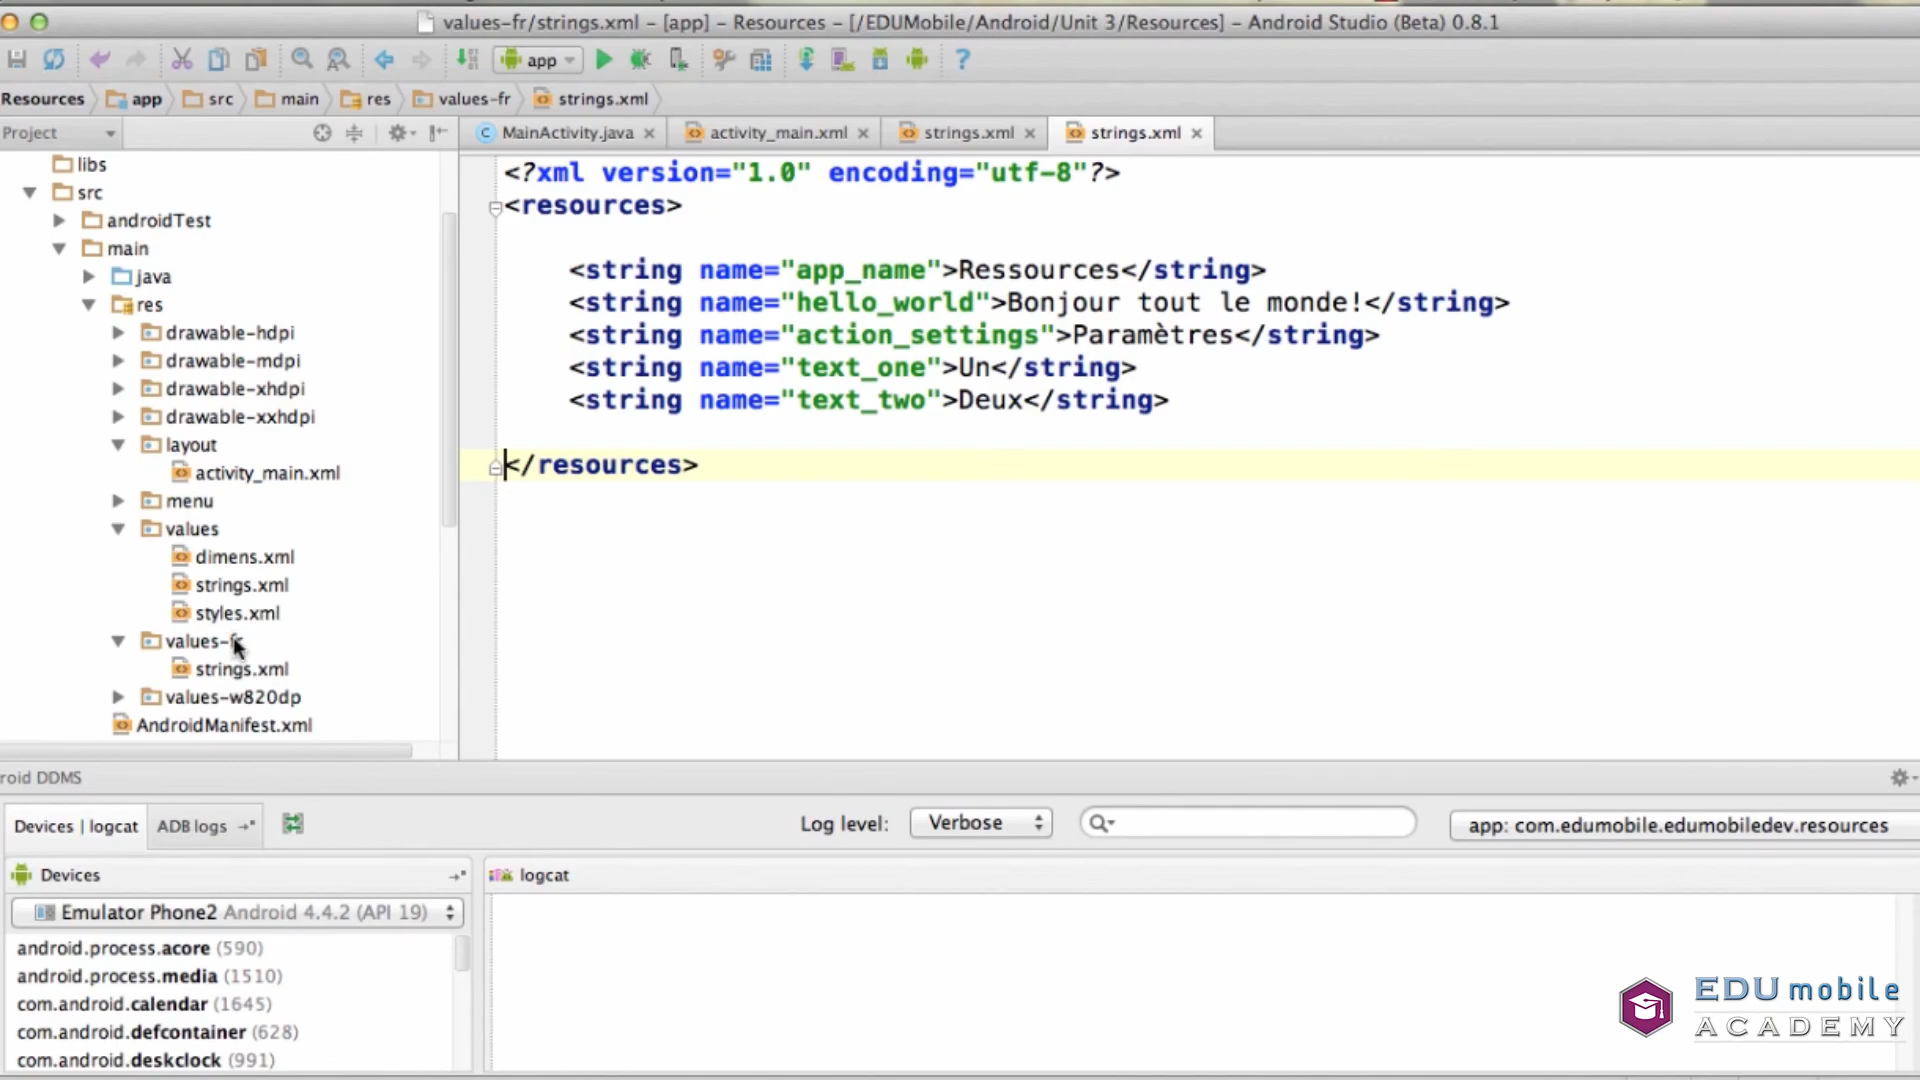 values-fr/strings.xml – [app] – Resources – [/EDUMobile/Android/Unit 3/Resources] – Android Studio (Beta) 0.8.1
app
?
Resources app src main res values-fr strings.xml
Project
MainActivity.java activity_main.xml strings.xml strings.xml
libs
src
androidTest
main
java
res
drawable-hdpi
drawable-mdpi
drawable-xhdpi
drawable-xxhdpi
layout
activity_main.xml
menu
values
dimens.xml
strings.xml
styles.xml
values-fr
strings.xml
values-w820dp
AndroidManifest.xml
<?xml version="1.0" encoding="utf-8"?>
<resources>
<string name="app_name">Ressources</string>
<string name="hello_world">Bonjour tout le monde!</string>
<string name="action_settings">Paramètres</string>
<string name="text_one">Un</string>
<string name="text_two">Deux</string>
</resources>
roid DDMS
Devices | logcat ADB logs
Log level: Verbose
app: com.edumobile.edumobiledev.resources
Devices
logcat
Emulator Phone2 Android 4.4.2 (API 19)
android.process.acore (590)
android.process.media (1510)
com.android.calendar (1645)
com.android.defcontainer (628)
com.android.deskclock (991)
EDU mobile
ACADEMY